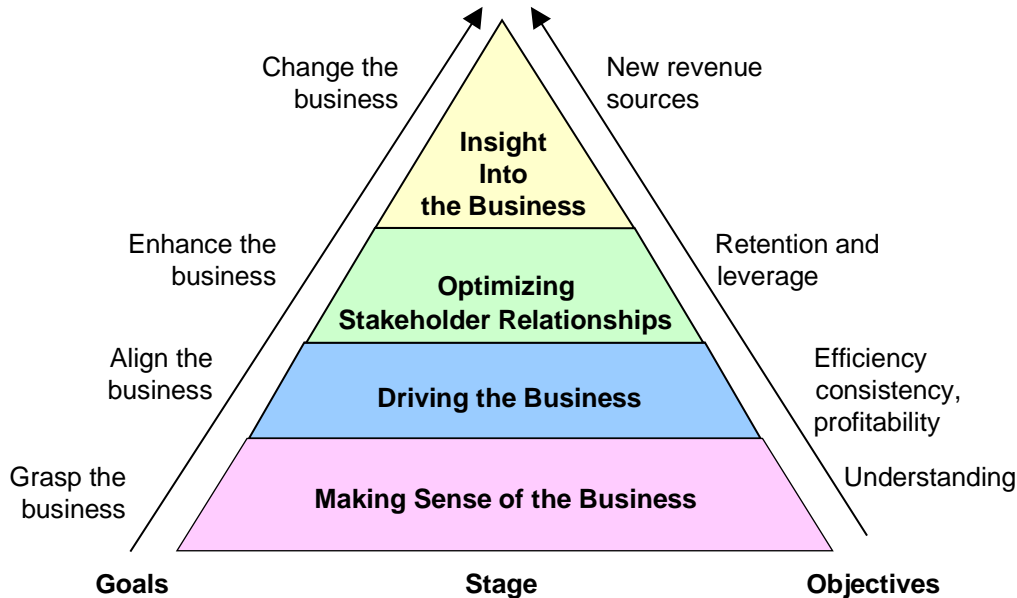 Change the
business
New revenue
sources
Insight
Into
the Business
Enhance the
business
Retention and
leverage
Optimizing
Stakeholder Relationships
Align the
business
Efficiency
consistency,
profitability
Driving the Business
Grasp the
business
Understanding
Making Sense of the Business
Goals
Stage
Objectives